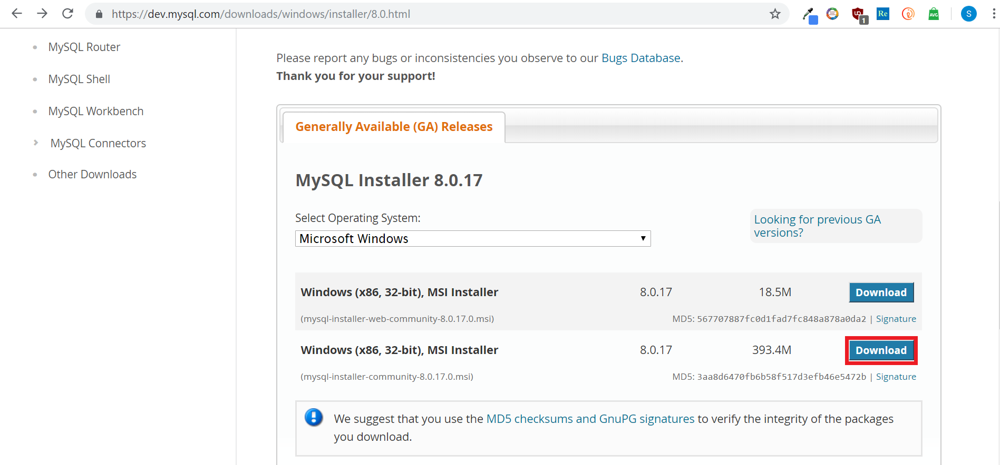 https://dev.mysql.com/downloads/windows/installer/8.0.html
1
Re
AVG
S
MySQL Router
MySQL Shell
MySQL Workbench
MySQL Connectors
Other Downloads
Please report any bugs or inconsistencies you observe to our Bugs Database.
Thank you for your support!
Generally Available (GA) Releases
MySQL Installer 8.0.17
Select Operating System:
Microsoft Windows
Looking for previous GA
versions?
Windows (x86, 32-bit), MSI Installer 8.0.17 18.5M Download
(mysql-installer-web-community-8.0.17.0.msi) MD5: 567707887fc0d1fad7fc848a878a0da2 | Signature
Windows (x86, 32-bit), MSI Installer 8.0.17 393.4M Download
(mysql-installer-community-8.0.17.0.msi) MD5: 3aa8d6470fb6b58f517d3efb46e5472b | Signature
We suggest that you use the MD5 checksums and GnuPG signatures to verify the integrity of the packages
you download.